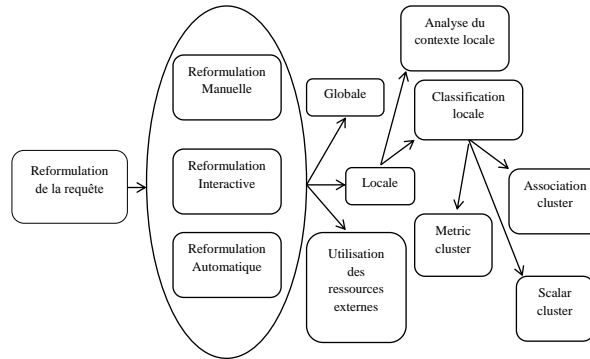 Reformulation
de la requête
Reformulation
Manuelle
Reformulation
Interactive
Reformulation
Automatique
Globale
Locale
Utilisation
des
ressources
externes
Analyse du
contexte locale
Classification
locale
Metric
cluster
Association
cluster
Scalar
cluster